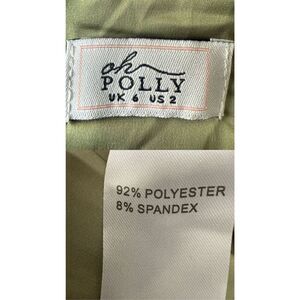 oh
POLLY
UK 6 US 2
92% POLYESTER
8% SPANDEX